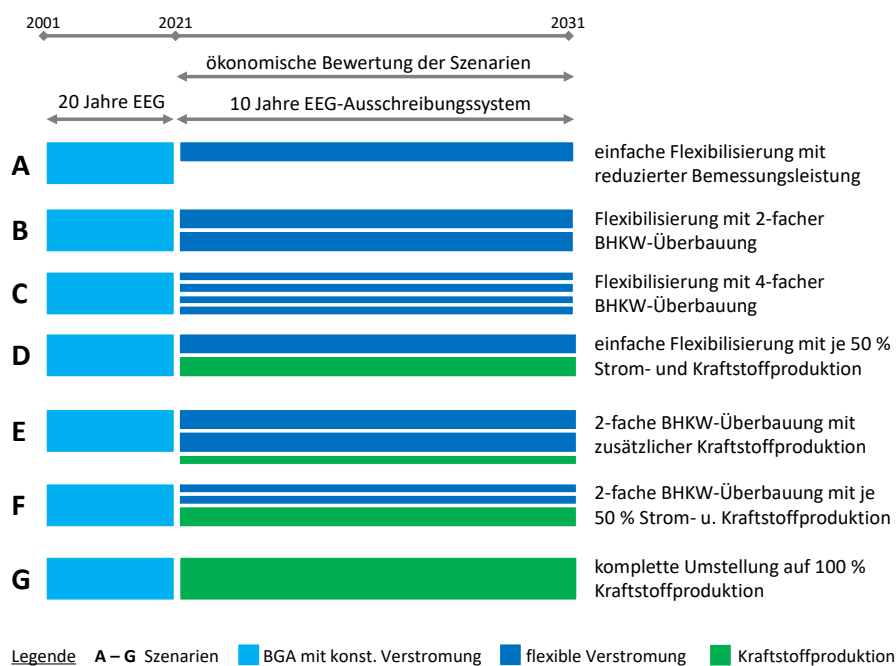 2001 2021 2031
ökonomische Bewertung der Szenarien
20 Jahre EEG 10 Jahre EEG-Ausschreibungssystem
A einfache Flexibilisierung mit
reduzierter Bemessungsleistung
B Flexibilisierung mit 2-facher
BHKW-Überbauung
C Flexibilisierung mit 4-facher
BHKW-Überbauung
D einfache Flexibilisierung mit je 50 %
Strom- und Kraftstoffproduktion
E 2-fache BHKW-Überbauung mit
zusätzlicher Kraftstoffproduktion
F 2-fache BHKW-Überbauung mit je
50 % Strom- u. Kraftstoffproduktion
G komplette Umstellung auf 100 %
Kraftstoffproduktion
Legende A – G Szenarien BGA mit konst. Verstromung flexible Verstromung Kraftstoffproduktion